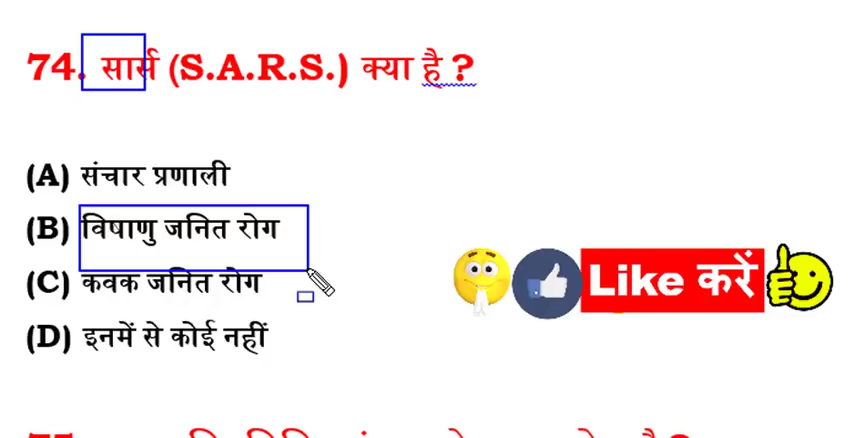 74. सार्स (S.A.R.S.) क्या है ?
(A) संचार प्रणाली
(B) विषाणु जनित रोग
(C) कवक जनित रोग
(D) इनमें से कोई नहीं
Like करें